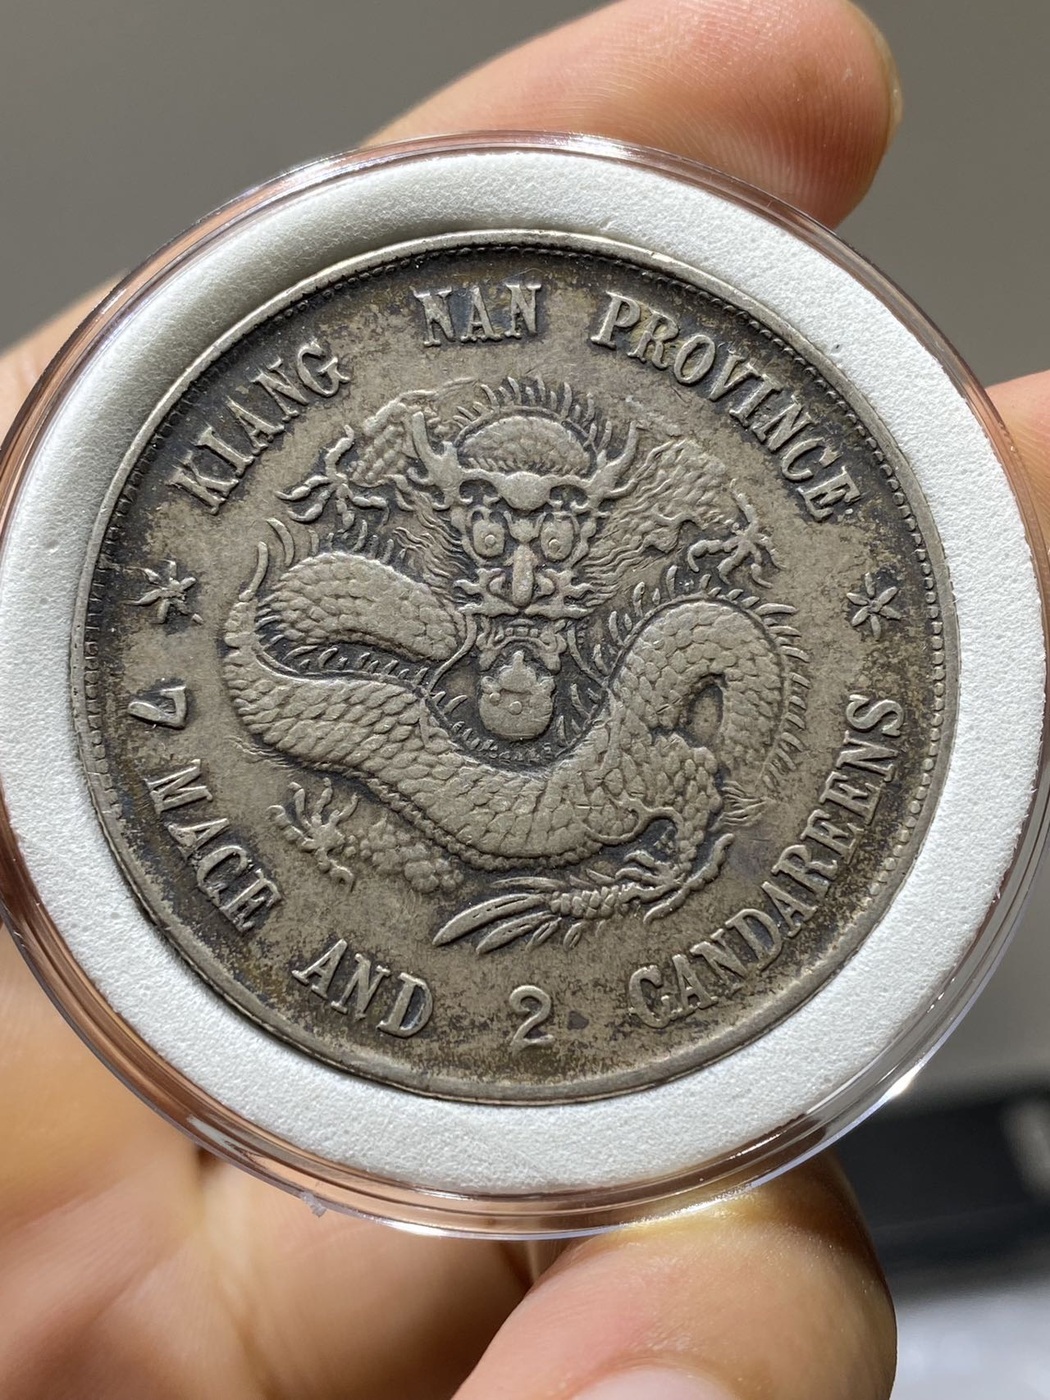 KIANG NAN PROVINCE
7 MACE AND 2 CANDAREENS